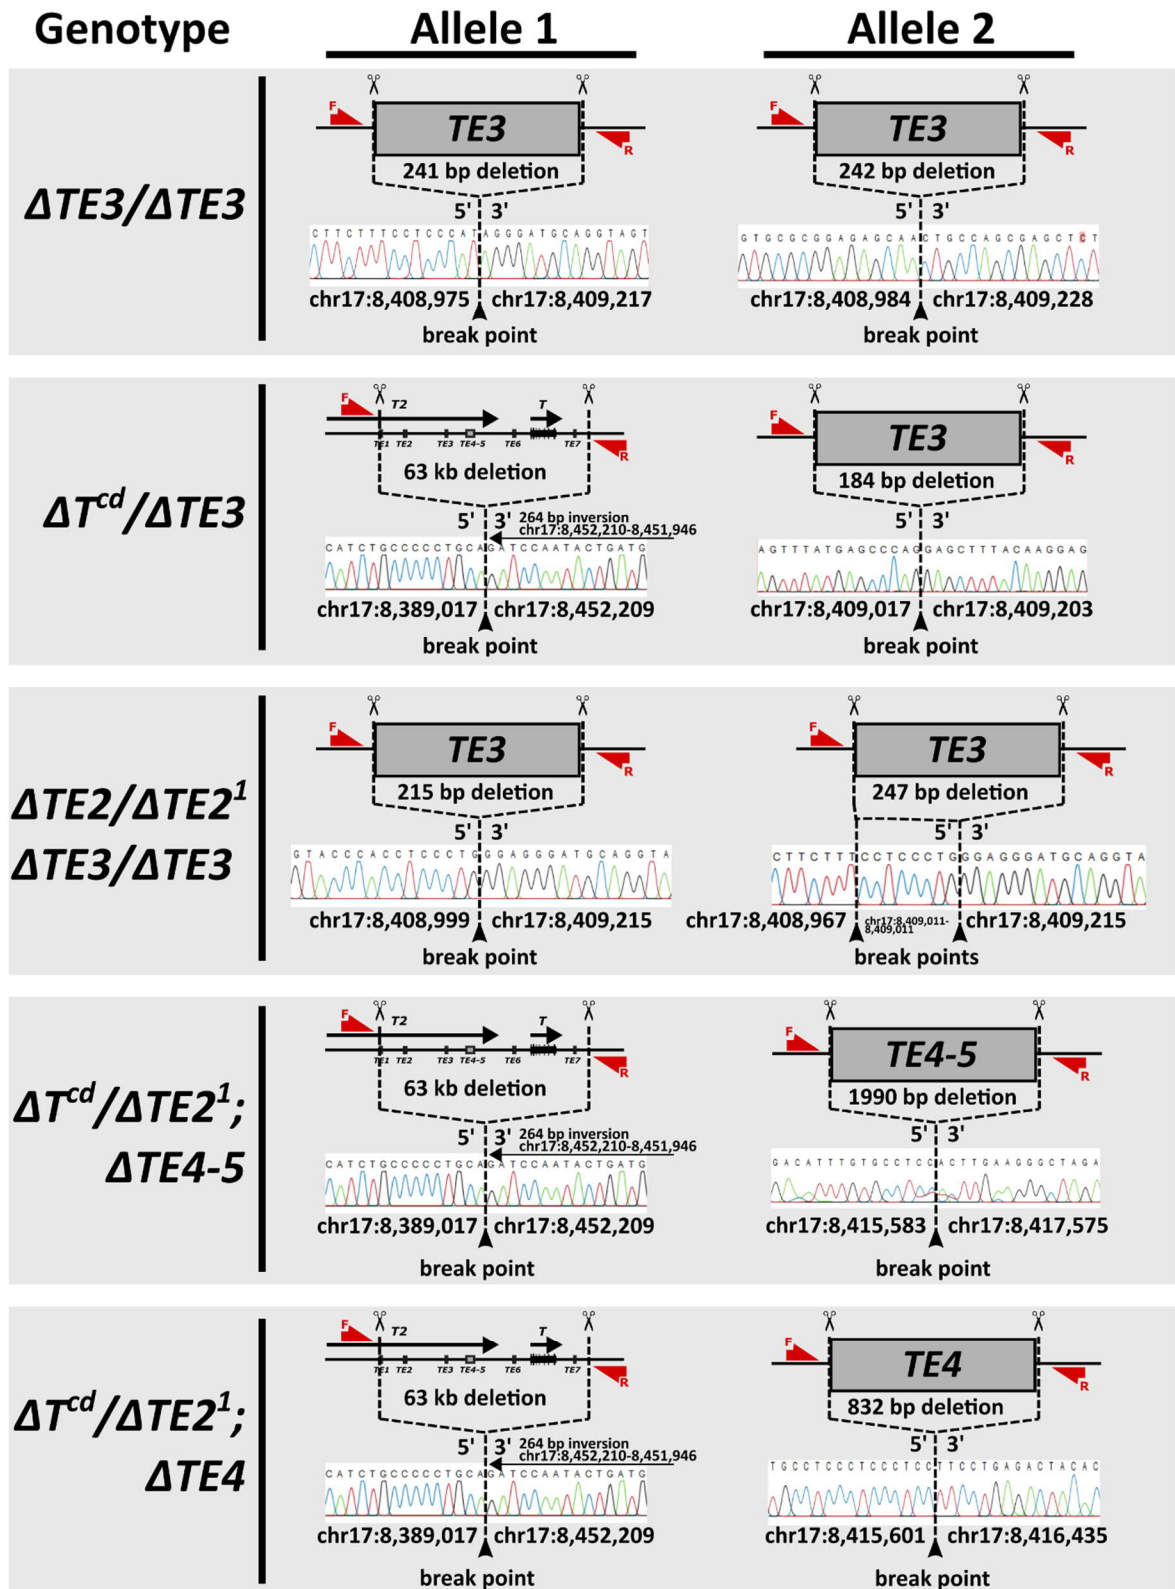 Genotype Allele 1 Allele 2
ΔTE3/ΔTE3
F TE3 R
241 bp deletion
5' 3'
CTTCTTTCCTCCCATAGGGATGCAGGTAGT
chr17:8,408,975 chr17:8,409,217
break point
F TE3 R
242 bp deletion
5' 3'
GTGCGCGGAGAGCAACTGCCAGCGAGCTCT
chr17:8,408,984 chr17:8,409,228
break point
ΔTcd/ΔTE3
F T2 T
TE1 TE2 TE3 TE4-5 TE6 TE7 R
63 kb deletion
5' 3' 264 bp inversion
chr17:8,452,210-8,451,946
CATCTGCCCCCTGCAGATCCAATACTGATG
chr17:8,389,017 chr17:8,452,209
break point
F TE3 R
184 bp deletion
5' 3'
AGTTTATGAGCCCAGGAGCTTTACAAGGAG
chr17:8,409,017 chr17:8,409,203
break point
ΔTE2/ΔTE2¹
ΔTE3/ΔTE3
F TE3 R
215 bp deletion
5' 3'
GTACCCACCTCCCTGGGAGGGATGCAGGTA
chr17:8,408,999 chr17:8,409,215
break point
F TE3 R
247 bp deletion
5' 3'
CTTCTTTCCTCCCTGGGAGGGATGCAGGTA
chr17:8,408,967 chr17:8,409,011- chr17:8,409,215
8,409,011
break points
ΔTcd/ΔTE2¹;
ΔTE4-5
F T2 T
TE1 TE2 TE3 TE4-5 TE6 TE7 R
63 kb deletion
5' 3' 264 bp inversion
chr17:8,452,210-8,451,946
CATCTGCCCCCTGCAGATCCAATACTGATG
chr17:8,389,017 chr17:8,452,209
break point
F TE4-5 R
1990 bp deletion
5' 3'
GACATTTGTGCCTCCACTTGAAGGGCTAGA
chr17:8,415,583 chr17:8,417,575
break point
ΔTcd/ΔTE2¹;
ΔTE4
F T2 T
TE1 TE2 TE3 TE4-5 TE6 TE7 R
63 kb deletion
5' 3' 264 bp inversion
chr17:8,452,210-8,451,946
CATCTGCCCCCTGCAGATCCAATACTGATG
chr17:8,389,017 chr17:8,452,209
break point
F TE4 R
832 bp deletion
5' 3'
TGCCTCCCTCCCTCCTTCCTGAGACTACAC
chr17:8,415,601 chr17:8,416,435
break point